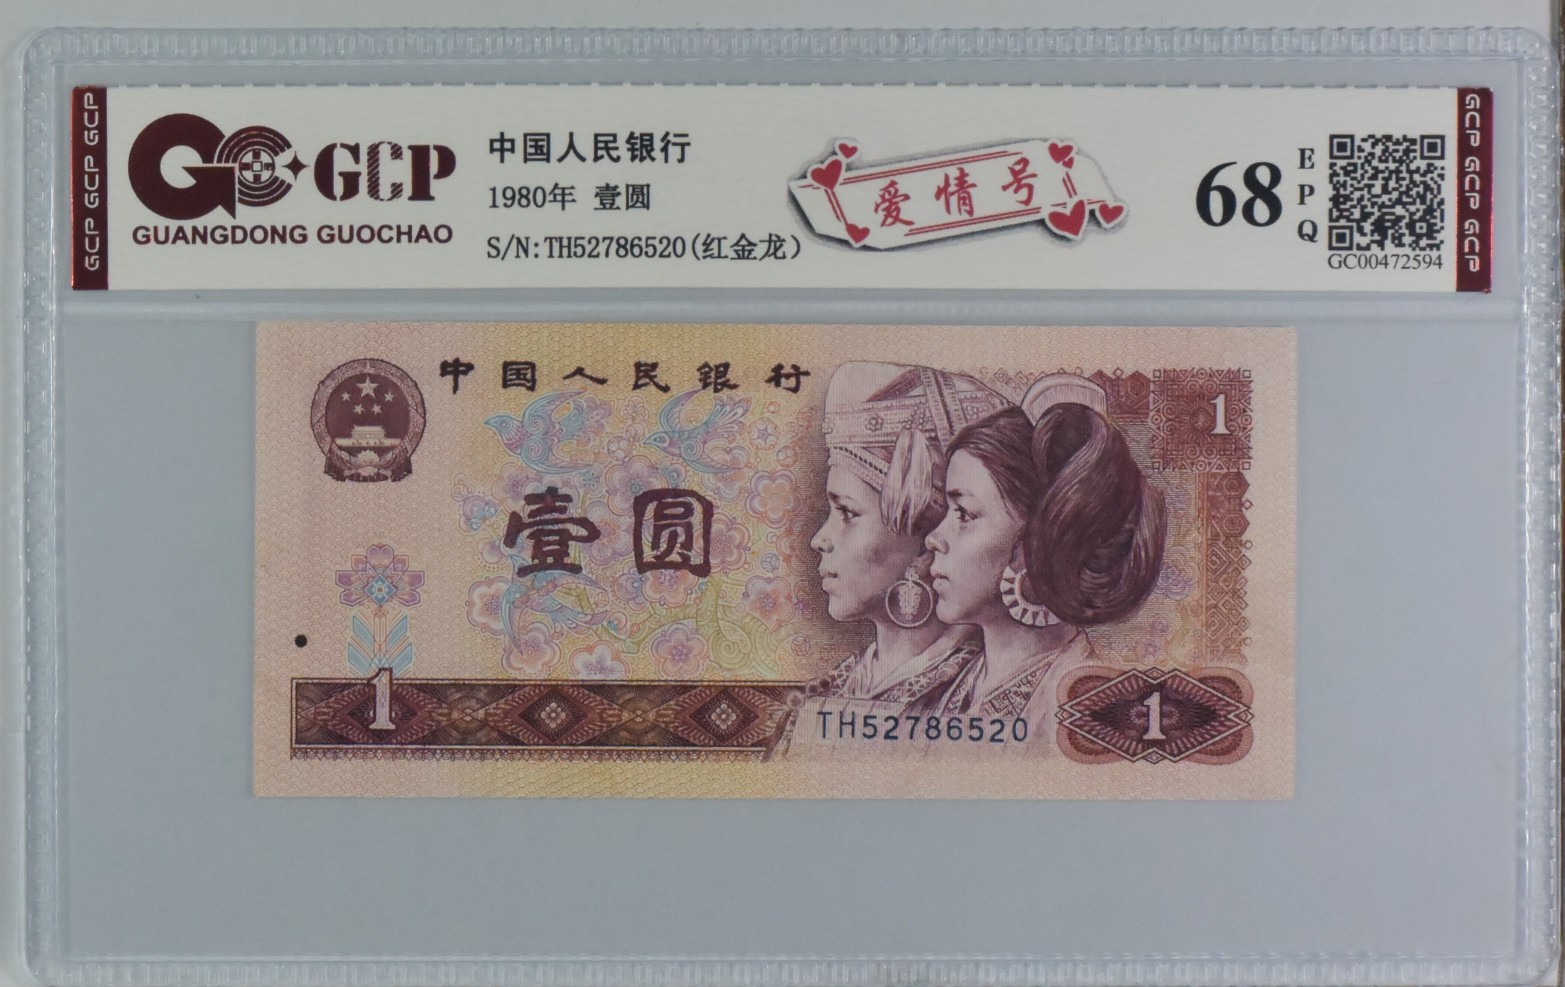 GCP GCP GCP
GCP
GUANGDONG GUOCHAO
中国人民银行
1980年 壹圆
S/N:TH52786520(红金龙)
爱情号
68
EPQ
GC00472594
GCP GCP GCP
中国人民银行
1
壹圆
1
TH52786520
1